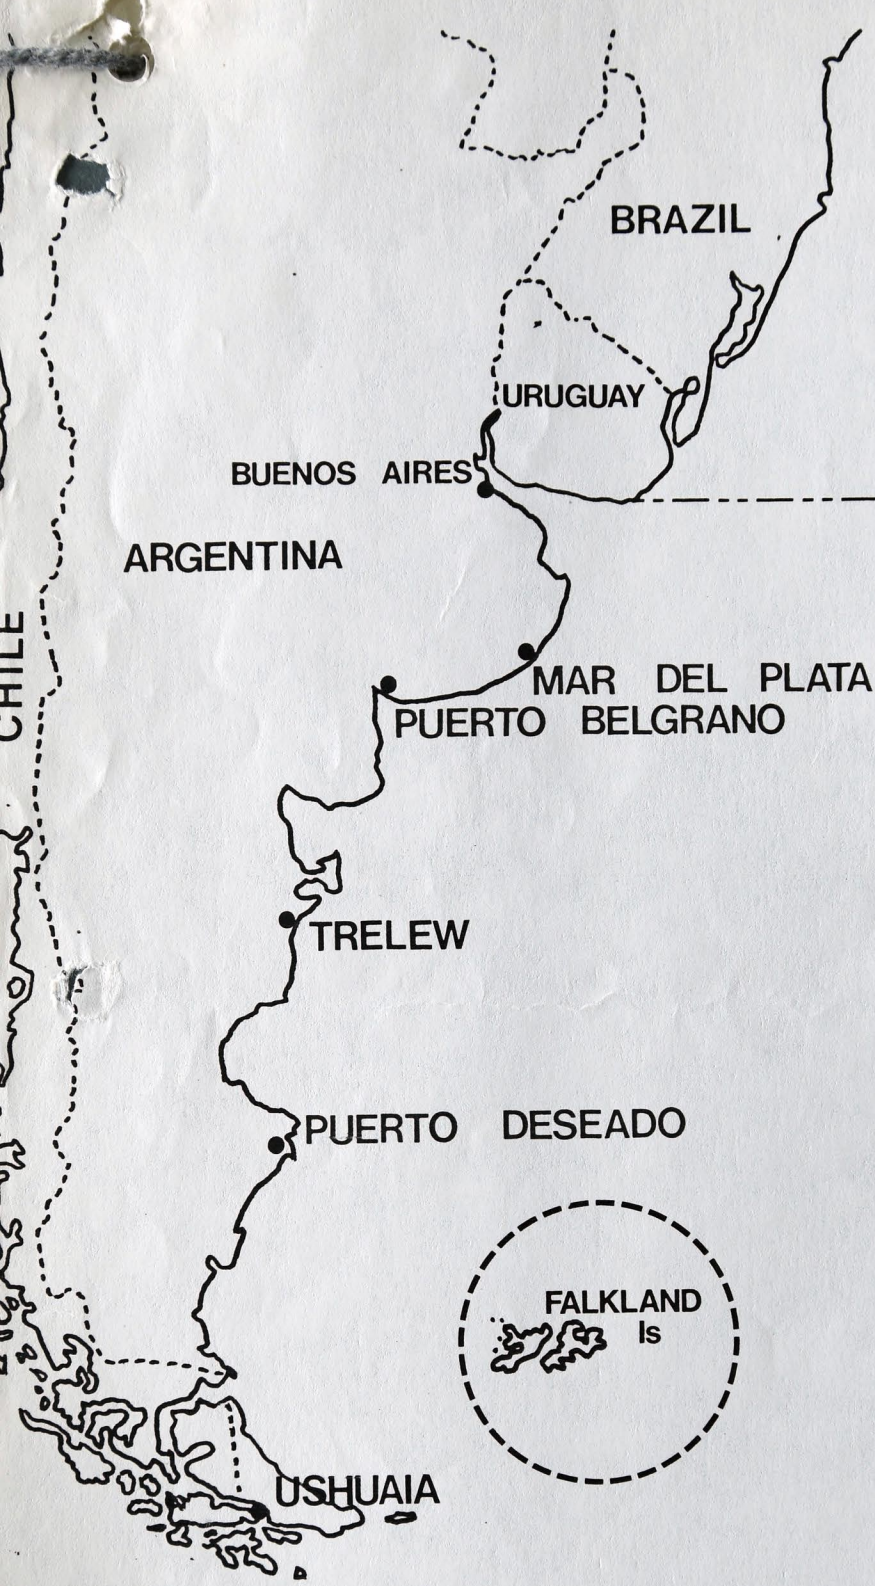 BRAZIL
URUGUAY
BUENOS AIRES
ARGENTINA
CHILE
MAR DEL PLATA
PUERTO BELGRANO
TRELEW
PUERTO DESEADO
FALKLAND
Is
USHUAIA